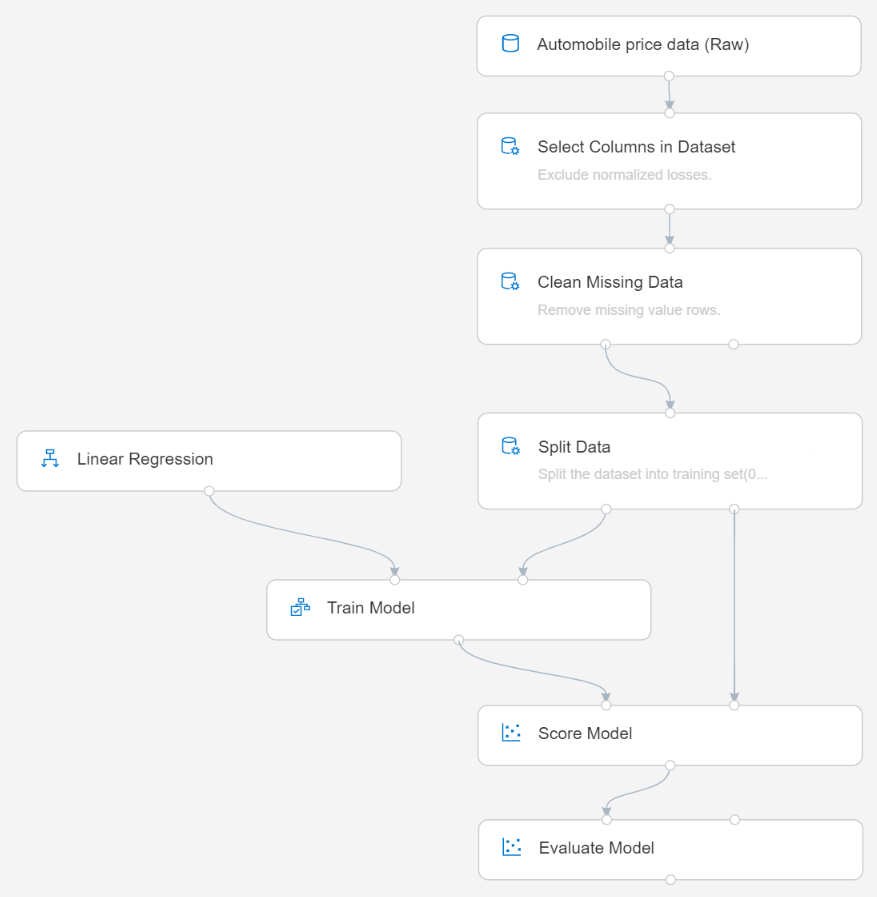 Automobile price data (Raw)
Select Columns in Dataset
Exclude normalized losses.
Clean Missing Data
Remove missing value rows.
Linear Regression
Split Data
Split the dataset into training set(0...
Train Model
Score Model
Evaluate Model